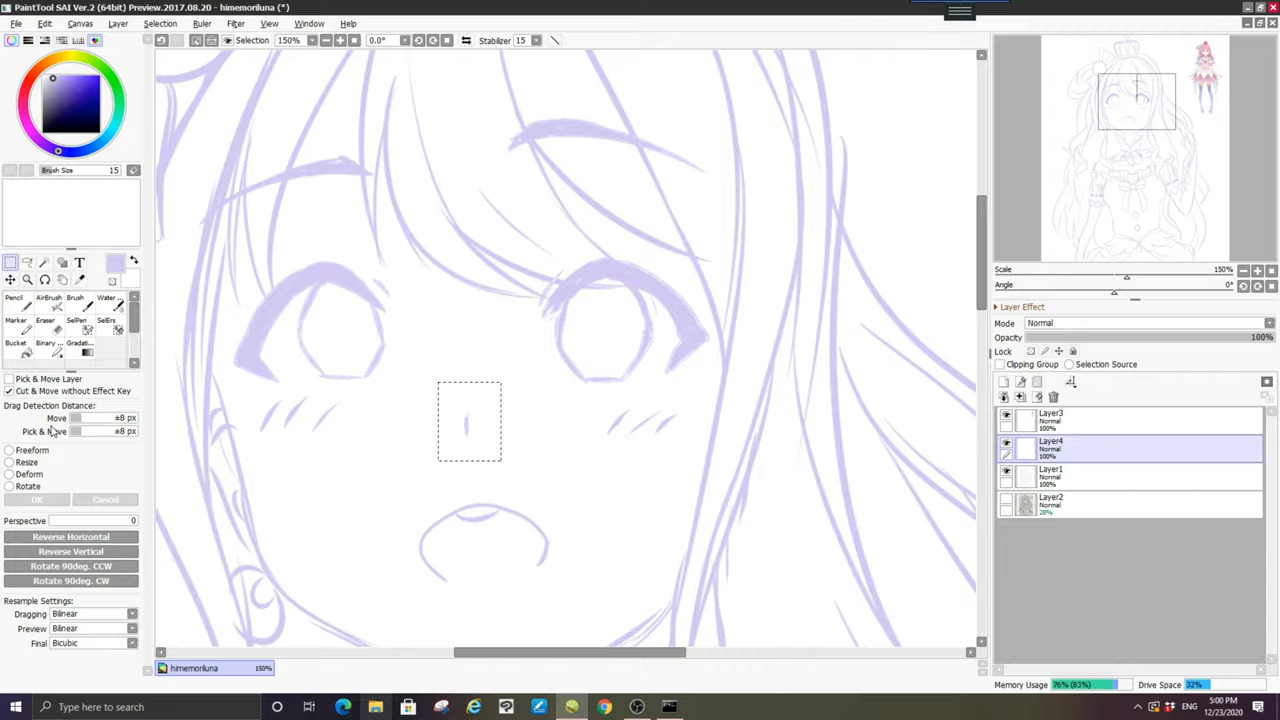 PaintTool SAI Ver.2 (64bit) Preview.2017.08.20 - himemoriluna (*)
File Edit Canvas Layer Selection Ruler Filter View Window Help
Selection 150% 0.0° Stabilizer 15
Brush Size 15
Pencil AirBrush Brush Water ...
Marker Eraser SelPen SelErs
Bucket Binary ... Gradati...
Pick & Move Layer
Cut & Move without Effect Key
Drag Detection Distance:
Move ±8 px
Pick & Move ±8 px
Freeform
Resize
Deform
Rotate
OK Cancel
Perspective 0
Reverse Horizontal
Reverse Vertical
Rotate 90deg. CCW
Rotate 90deg. CW
Resample Settings:
Dragging Bilinear
Preview Bilinear
Final Bicubic
himemoriluna 150%
Scale 150%
Angle 0°
Layer Effect
Mode Normal
Opacity 100%
Lock
Clipping Group Selection Source
Layer3
Normal
100%
Layer4
Normal
100%
Layer1
Normal
100%
Layer2
Normal
28%
Memory Usage 76% (83%) Drive Space 32%
Type here to search
5:00 PM
12/23/2020